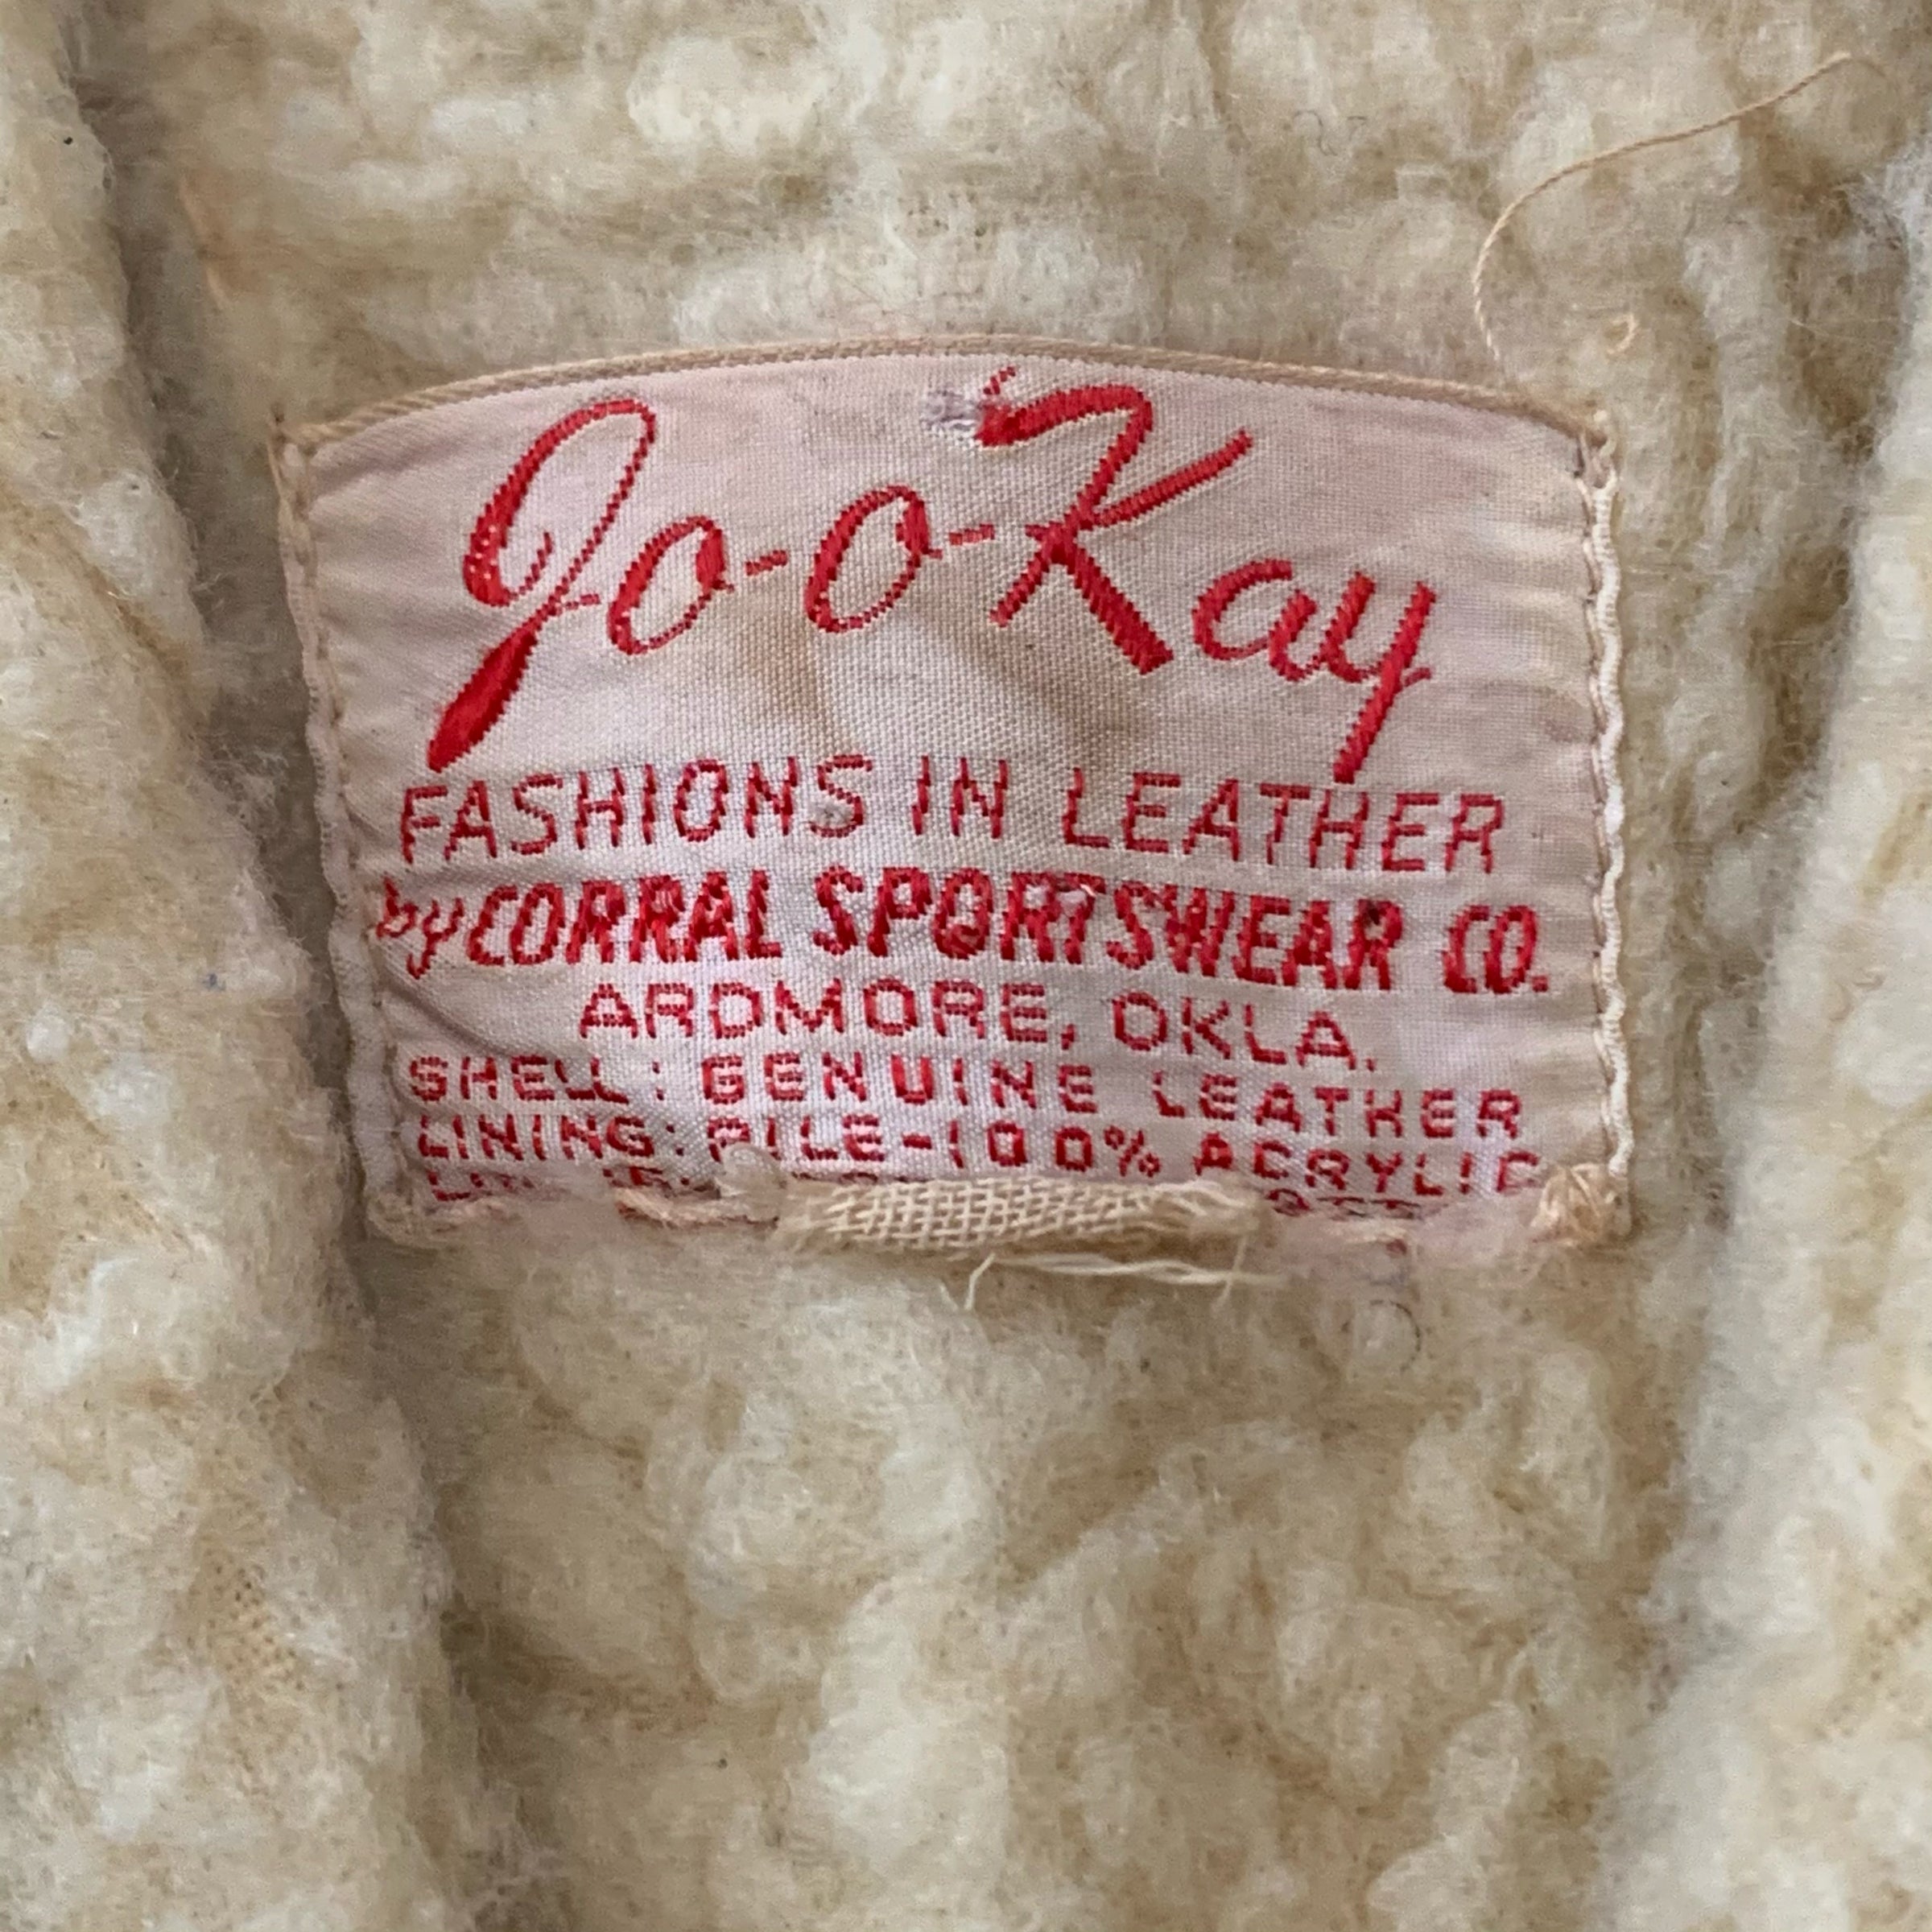 Jo-o-Kay
FASHIONS IN LEATHER
by CORRAL SPORTSWEAR CO.
ARDMORE, OKLA.
SHELL: GENUINE LEATHER
LINING: PILE-100% ACRYLIC